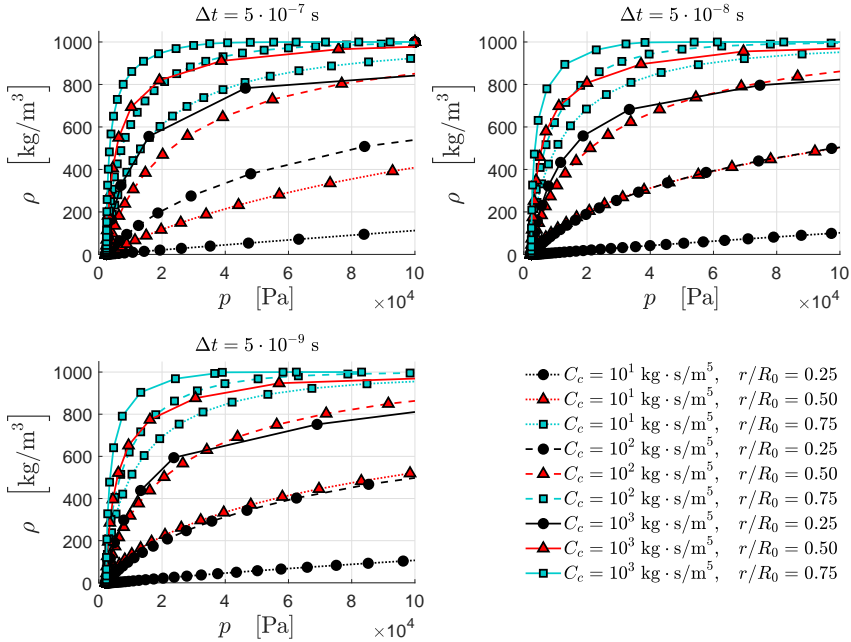 Δt = 5 · 10⁻⁷ s
1000
800
600
400
200
0
ρ [kg/m³]
0 2 4 6 8 10
p [Pa] ×10⁴
Δt = 5 · 10⁻⁸ s
1000
800
600
400
200
0
ρ [kg/m³]
0 2 4 6 8 10
p [Pa] ×10⁴
Δt = 5 · 10⁻⁹ s
1000
800
600
400
200
0
ρ [kg/m³]
0 2 4 6 8 10
p [Pa] ×10⁴
C_c = 10¹ kg · s/m⁵, r/R₀ = 0.25
C_c = 10¹ kg · s/m⁵, r/R₀ = 0.50
C_c = 10¹ kg · s/m⁵, r/R₀ = 0.75
C_c = 10² kg · s/m⁵, r/R₀ = 0.25
C_c = 10² kg · s/m⁵, r/R₀ = 0.50
C_c = 10² kg · s/m⁵, r/R₀ = 0.75
C_c = 10³ kg · s/m⁵, r/R₀ = 0.25
C_c = 10³ kg · s/m⁵, r/R₀ = 0.50
C_c = 10³ kg · s/m⁵, r/R₀ = 0.75